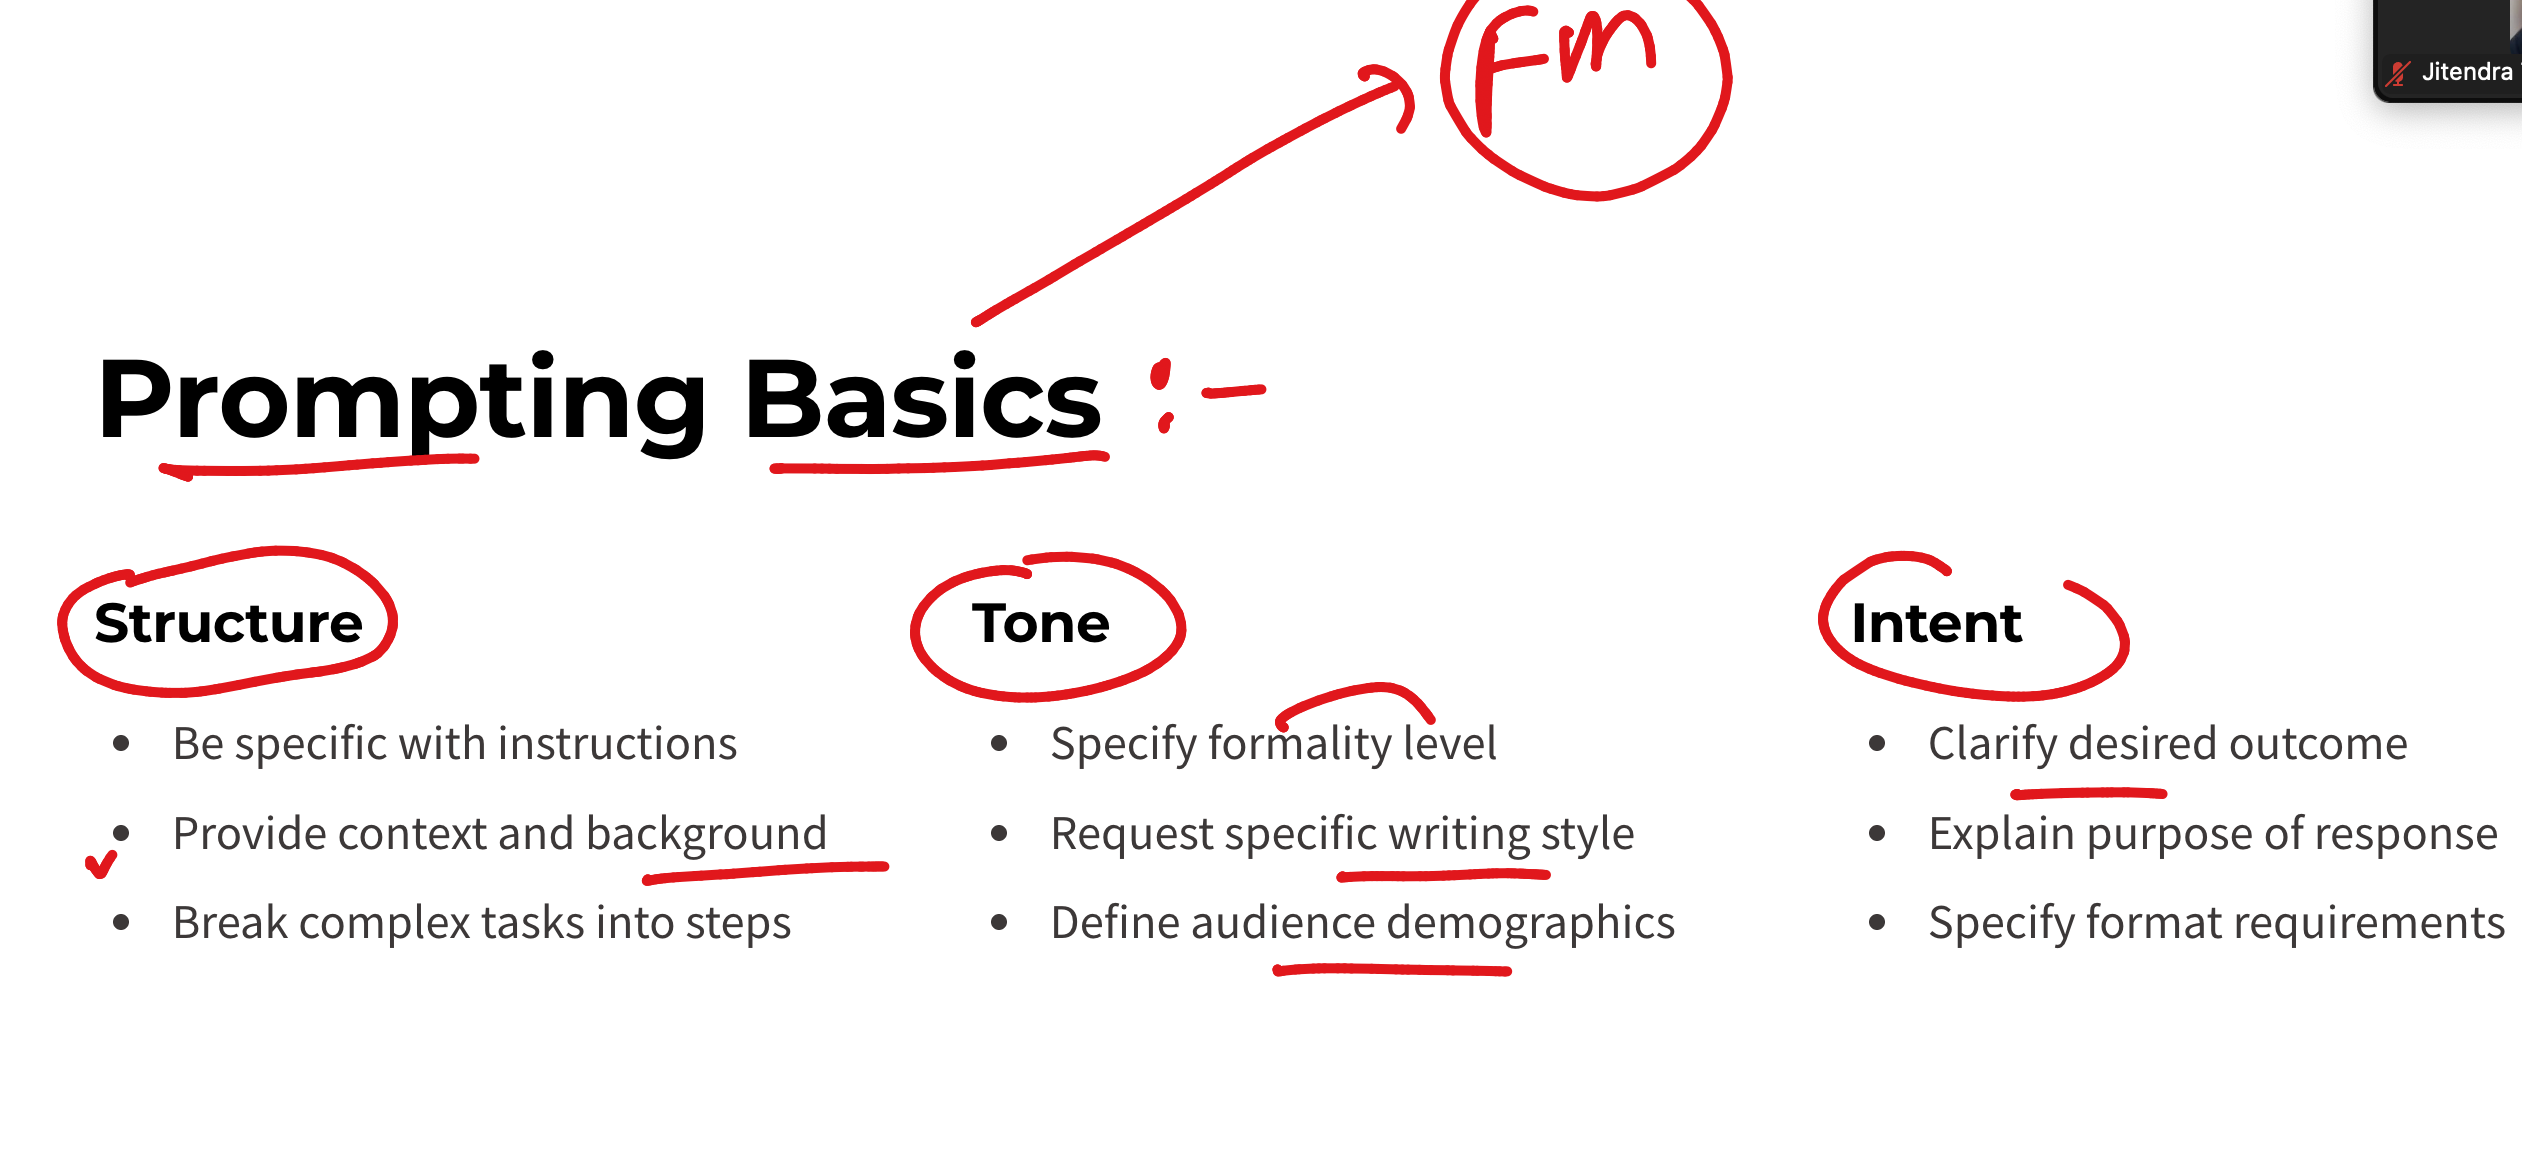 Fm
Jitendra
Prompting Basics :-
Structure
Be specific with instructions
Provide context and background
Break complex tasks into steps
Tone
Specify formality level
Request specific writing style
Define audience demographics
Intent
Clarify desired outcome
Explain purpose of response
Specify format requirements